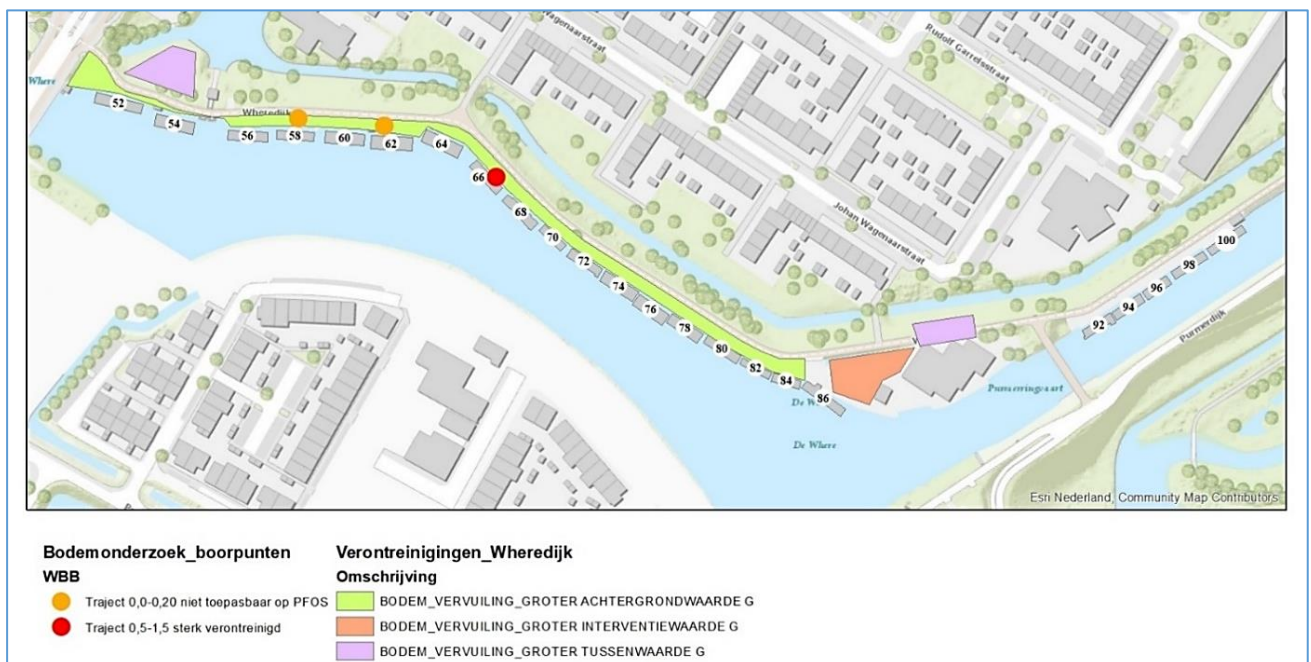 Wagenaarstraat
Rudolf Garrelsstraat
Where
52
54
Wheredijk
56
58
60
62
64
66
68
70
72
74
76
78
80
82
84
86
Johan Wagenaarstraat
100
98
96
94
92
Purmerdijk
Purmerringvaart
De W
De Where
Esri Nederland, Community Map Contributors
Bodemonderzoek_boorpunten
WBB
Traject 0,0-0,20 niet toepasbaar op PFOS
Traject 0,5-1,5 sterk verontreinigd
Verontreinigingen_Wheredijk
Omschrijving
BODEM_VERVUILING_GROTER ACHTERGRONDWAARDE G
BODEM_VERVUILING_GROTER INTERVENTIEWAARDE G
BODEM_VERVUILING_GROTER TUSSENWAARDE G